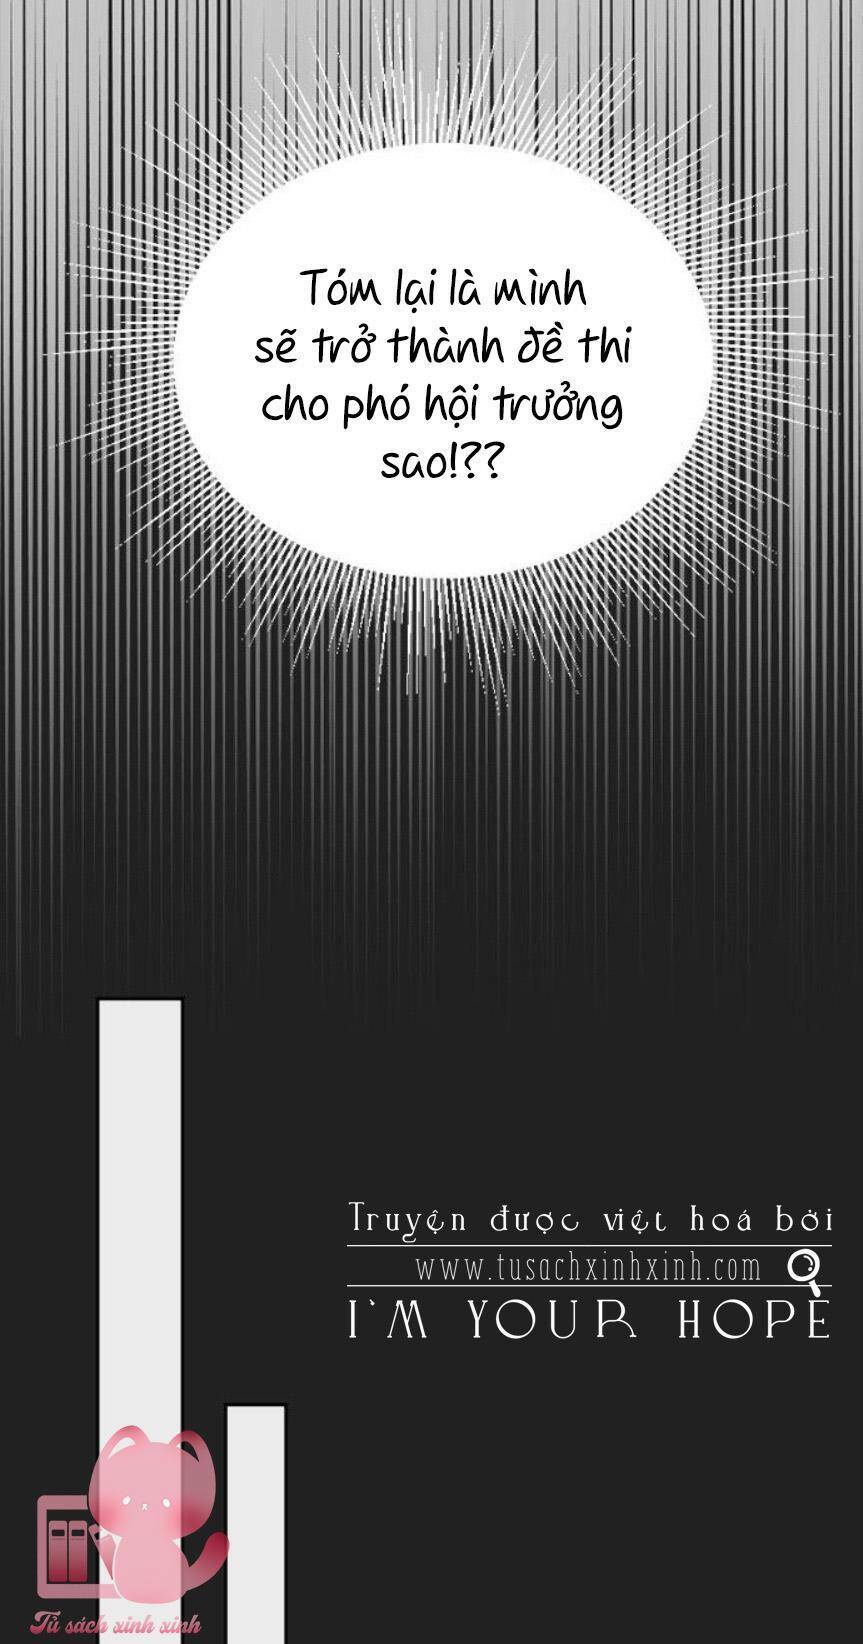 Tóm lại là mình
sẽ trở thành đề thi
cho phó hội trưởng
sao!??
Truyện được việt hoá bởi
www.tusachxinhxinh.com
I'M YOUR HOPE
Tủ sách xinh xinh